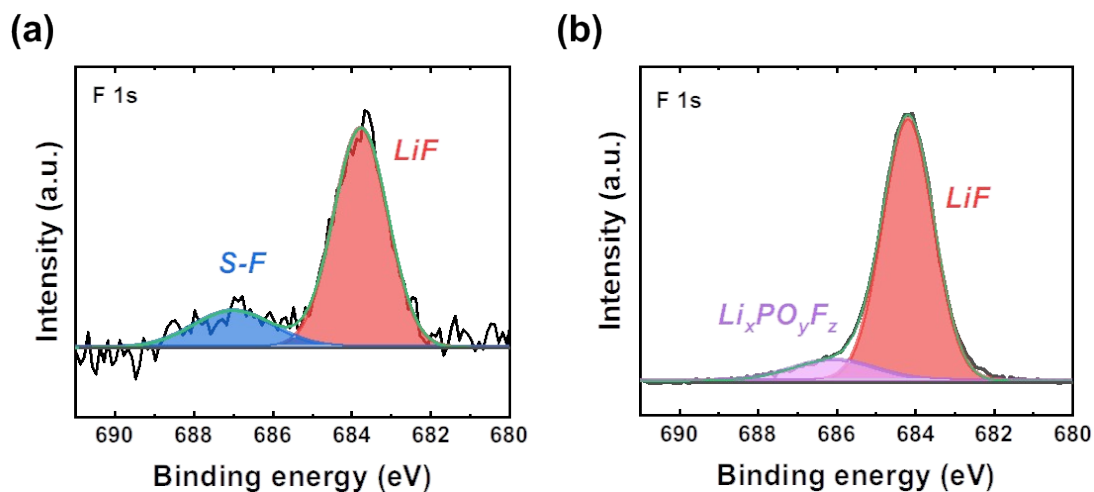 (a)
F 1s
LiF
S-F
Intensity (a.u.)
690 688 686 684 682 680
Binding energy (eV)
(b)
F 1s
LiF
LixPOyFz
Intensity (a.u.)
690 688 686 684 682 680
Binding energy (eV)